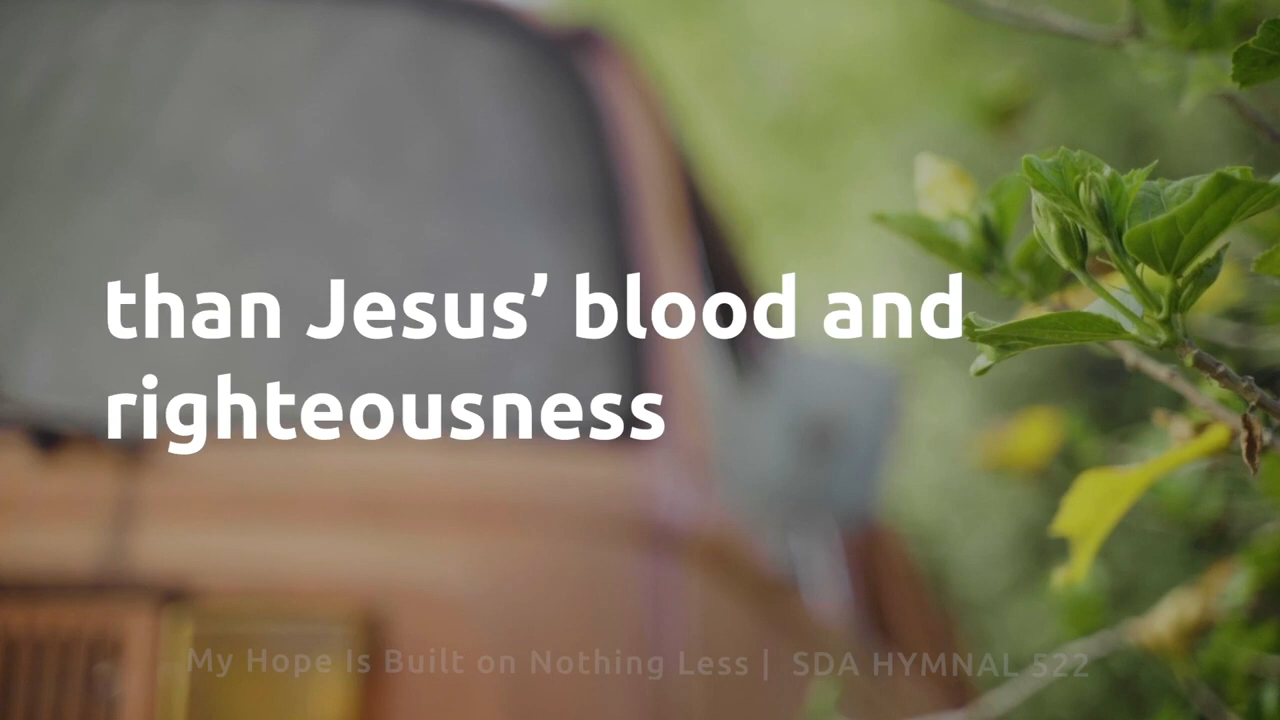 than Jesus’ blood and
righteousness
My Hope Is Built on Nothing Less | SDA HYMNAL 522